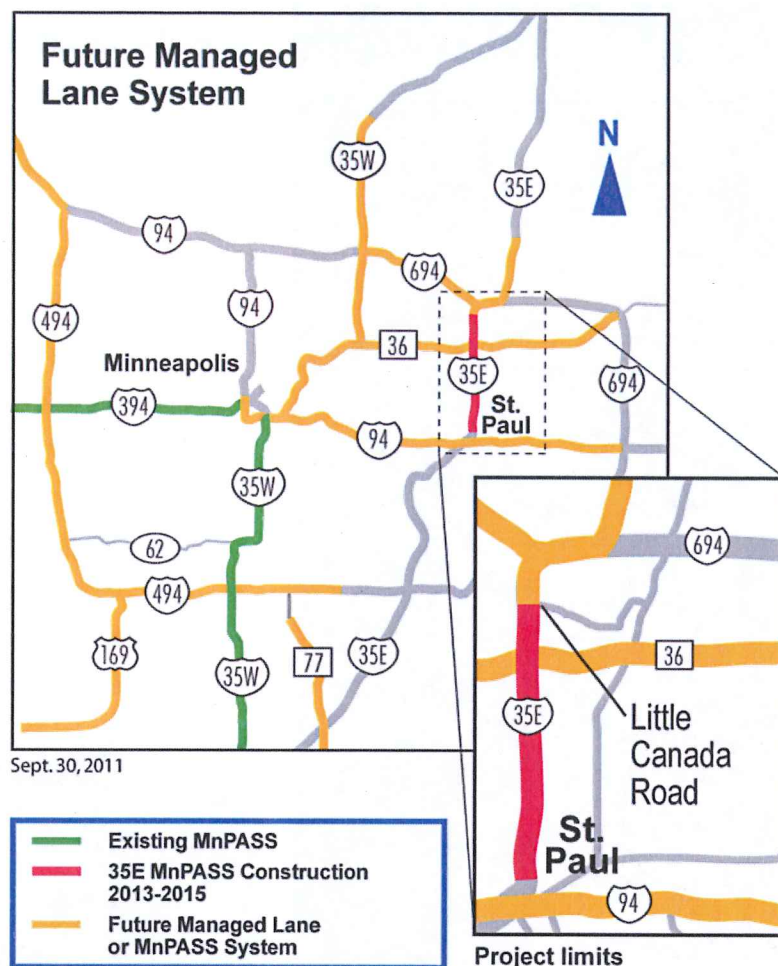 Future Managed
Lane System
N
35W
35E
94
694
94
494
36
Minneapolis
35E
694
394
St.
Paul
94
35W
62
494
169
77
35E
35W
694
36
35E
Little
Canada
Road
St.
Paul
94
Sept. 30, 2011
Existing MnPASS
35E MnPASS Construction
2013-2015
Future Managed Lane
or MnPASS System
Project limits